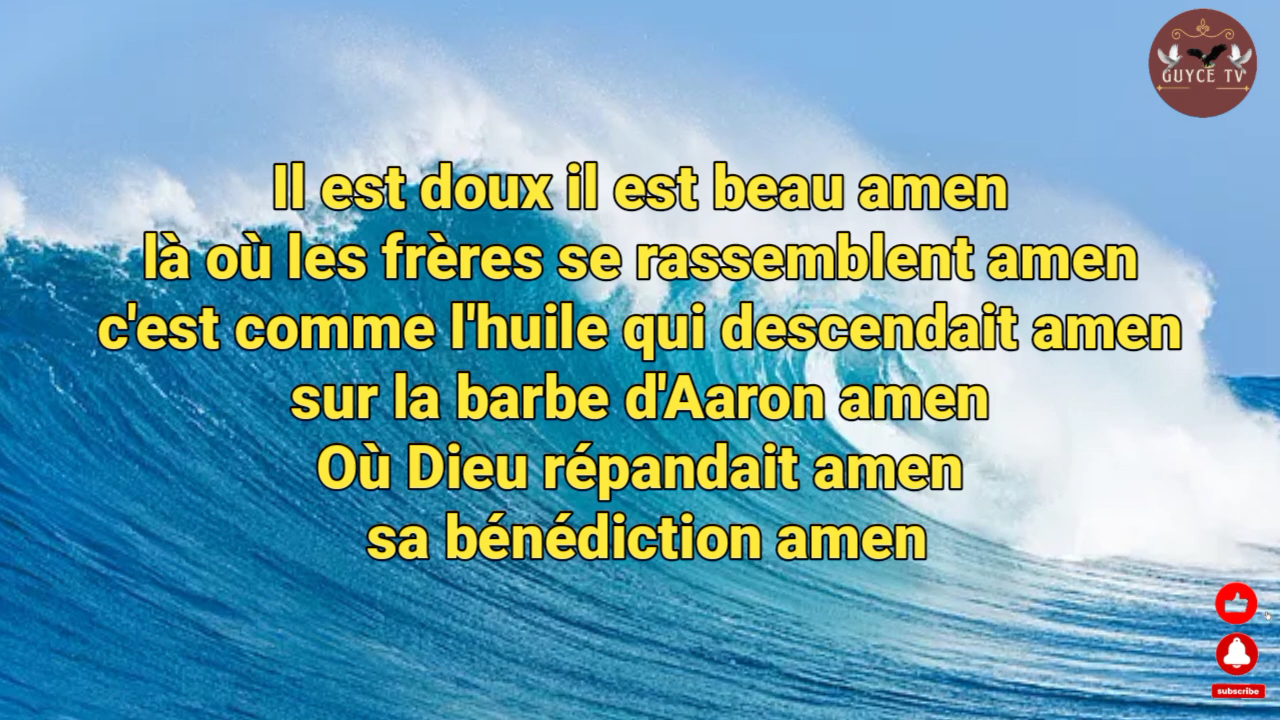 GUYCE TV
Il est doux il est beau amen
là où les frères se rassemblent amen
c'est comme l'huile qui descendait amen
sur la barbe d'Aaron amen
Où Dieu répandait amen
sa bénédiction amen
subscribe